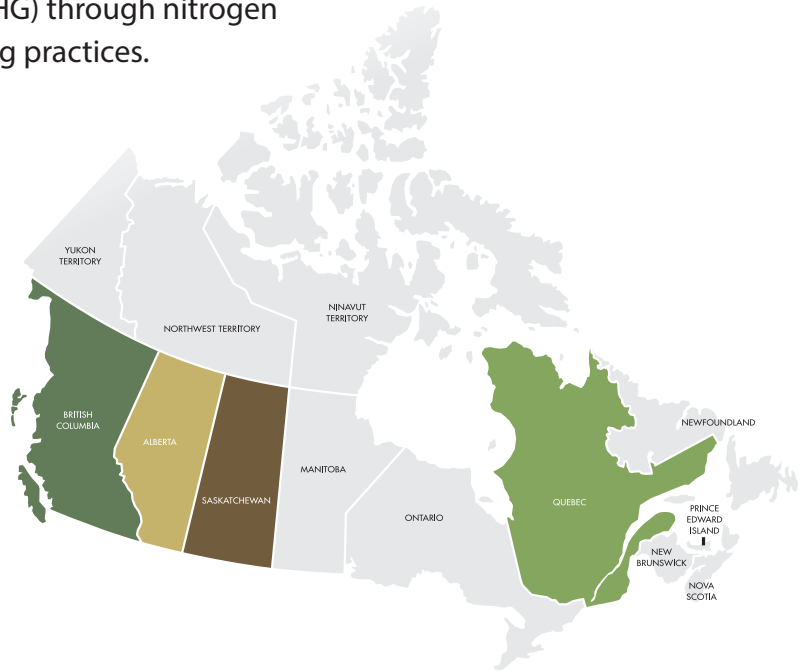 HG) through nitrogen
g practices.
YUKON
TERRITORY
NORTHWEST TERRITORY
NINAVUT
TERRITORY
BRITISH
COLUMBIA
ALBERTA
SASKATCHEWAN
MANITOBA
ONTARIO
QUEBEC
NEWFOUNDLAND
PRINCE
EDWARD
ISLAND
NEW
BRUNSWICK
NOVA
SCOTIA